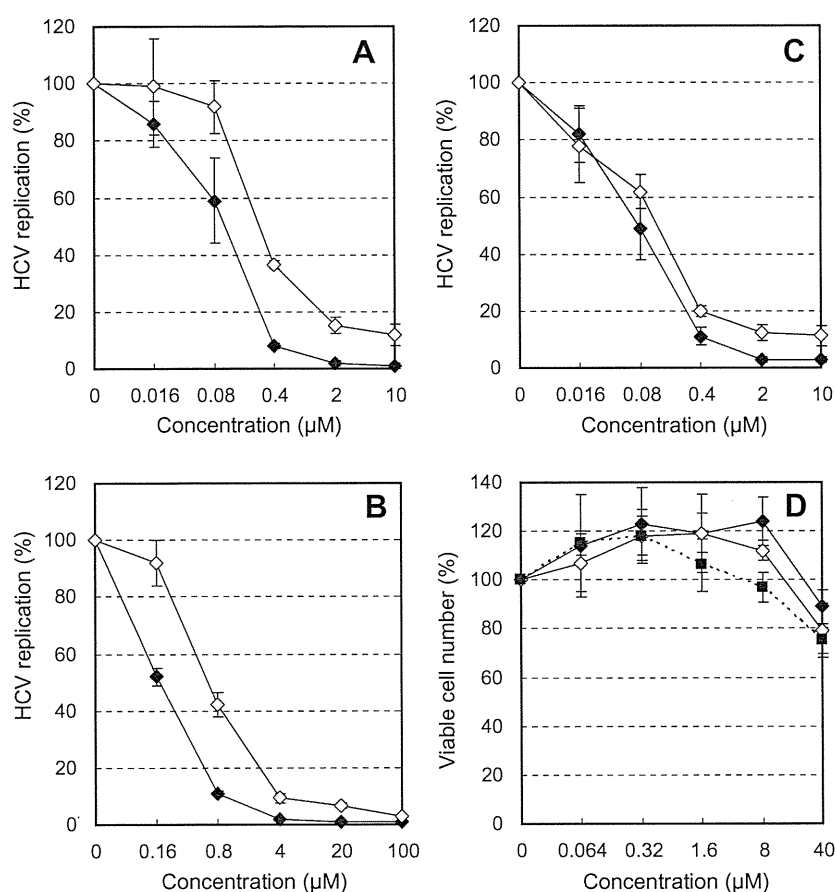 A
HCV replication (%)
120
100
80
60
40
20
0
0 0.016 0.08 0.4 2 10
Concentration (µM)
C
HCV replication (%)
120
100
80
60
40
20
0
0 0.016 0.08 0.4 2 10
Concentration (µM)
B
HCV replication (%)
120
100
80
60
40
20
0
0 0.16 0.8 4 20 100
Concentration (µM)
D
Viable cell number (%)
140
120
100
80
60
40
20
0
0 0.064 0.32 1.6 8 40
Concentration (µM)